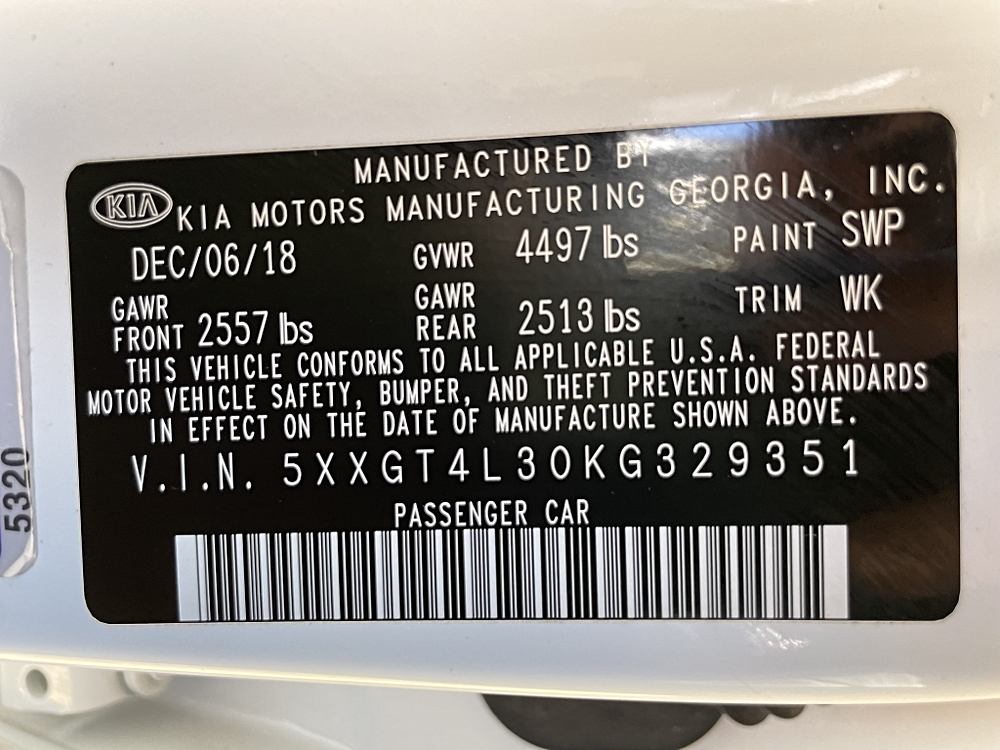 MANUFACTURED BY
KIA KIA MOTORS MANUFACTURING GEORGIA, INC.
DEC/06/18 GVWR 4497 lbs PAINT SWP
GAWR FRONT 2557 lbs GAWR REAR 2513 lbs TRIM WK
THIS VEHICLE CONFORMS TO ALL APPLICABLE U.S.A. FEDERAL
MOTOR VEHICLE SAFETY, BUMPER, AND THEFT PREVENTION STANDARDS
IN EFFECT ON THE DATE OF MANUFACTURE SHOWN ABOVE.
V.I.N. 5XXGT4L30KG329351
PASSENGER CAR
5320